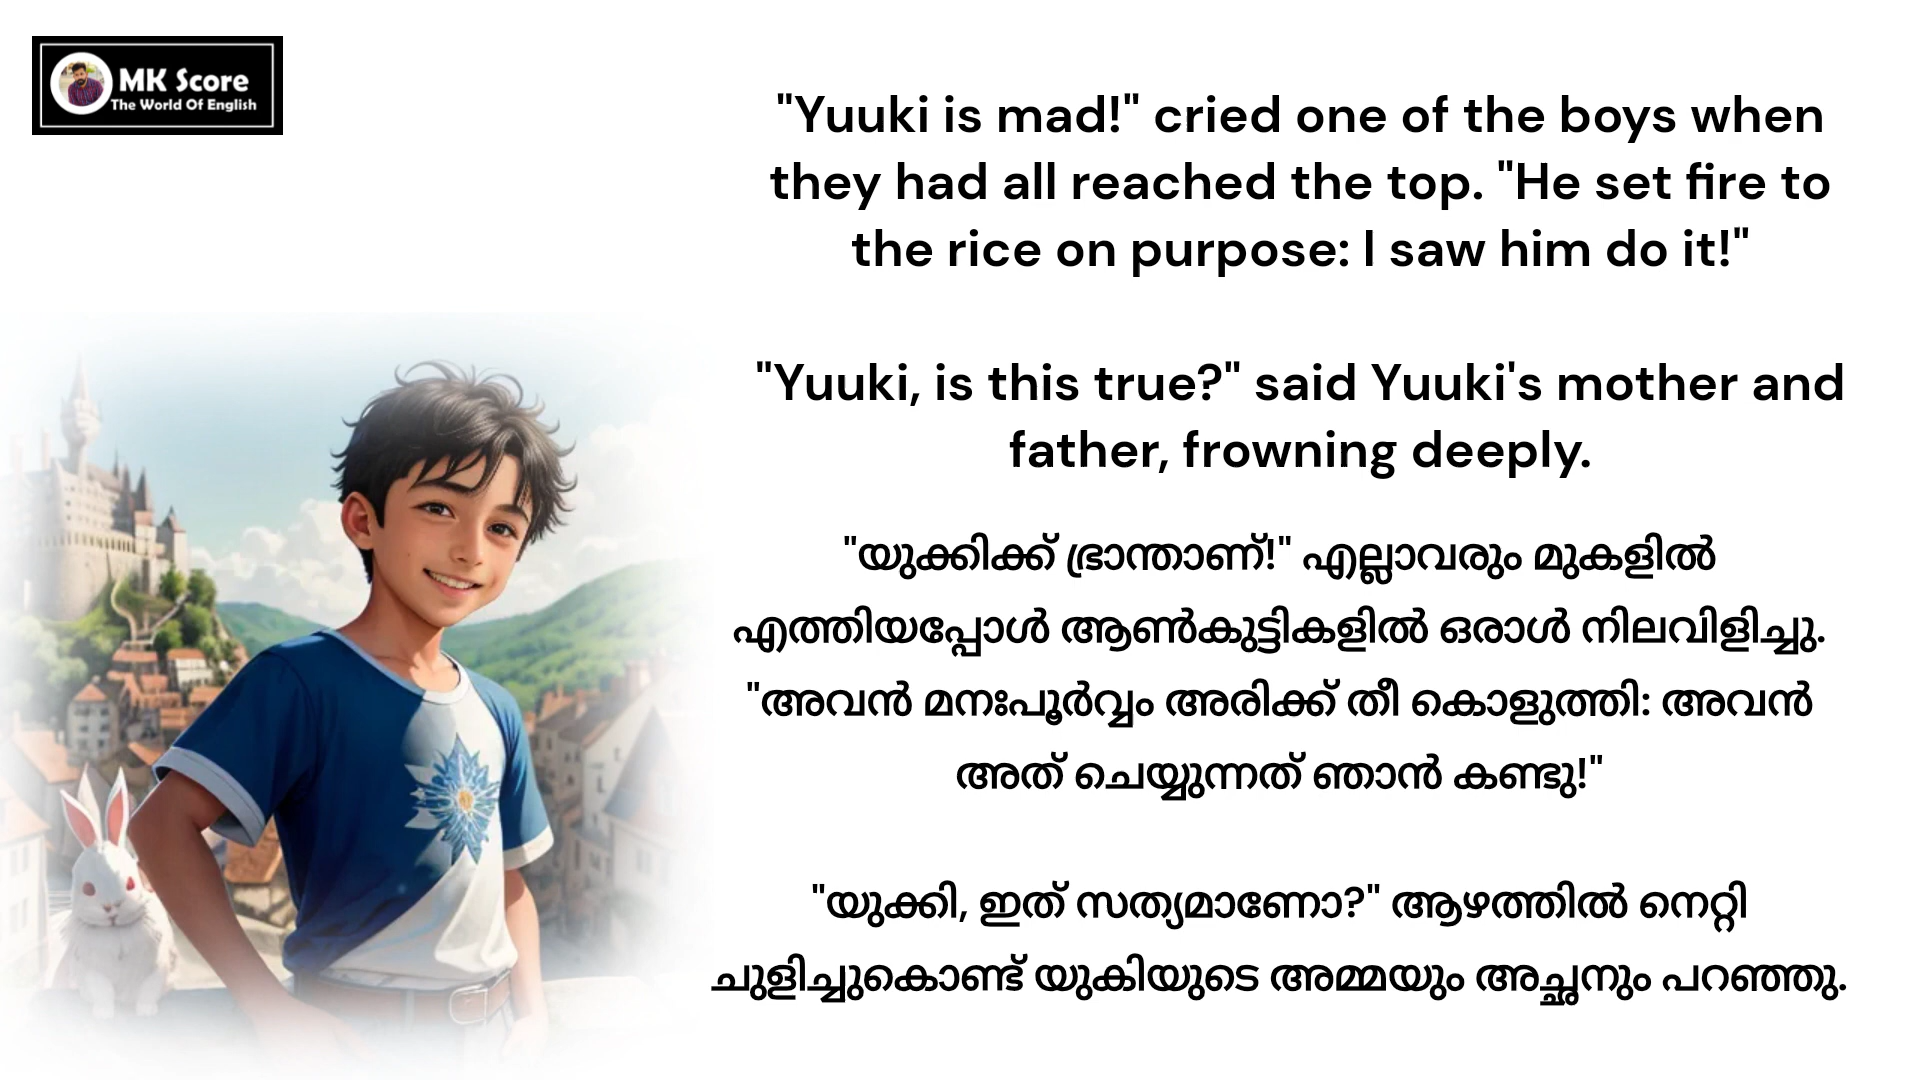 MK Score
The World Of English
"Yuuki is mad!" cried one of the boys when
they had all reached the top. "He set fire to
the rice on purpose: I saw him do it!"
"Yuuki, is this true?" said Yuuki's mother and
father, frowning deeply.
"യുക്കിക്ക് ഭ്രാന്താണ്!" എല്ലാവരും മുകളിൽ
എത്തിയപ്പോൾ ആൺകുട്ടികളിൽ ഒരാൾ നിലവിളിച്ചു.
"അവൻ മനഃപൂർവ്വം അരിക്ക് തീ കൊളുത്തി: അവൻ
അത് ചെയ്യുന്നത് ഞാൻ കണ്ടു!"
"യുക്കി, ഇത് സത്യമാണോ?" ആഴത്തിൽ നെറ്റി
ചുളിച്ചുകൊണ്ട് യുകിയുടെ അമ്മയും അച്ഛനും പറഞ്ഞു.